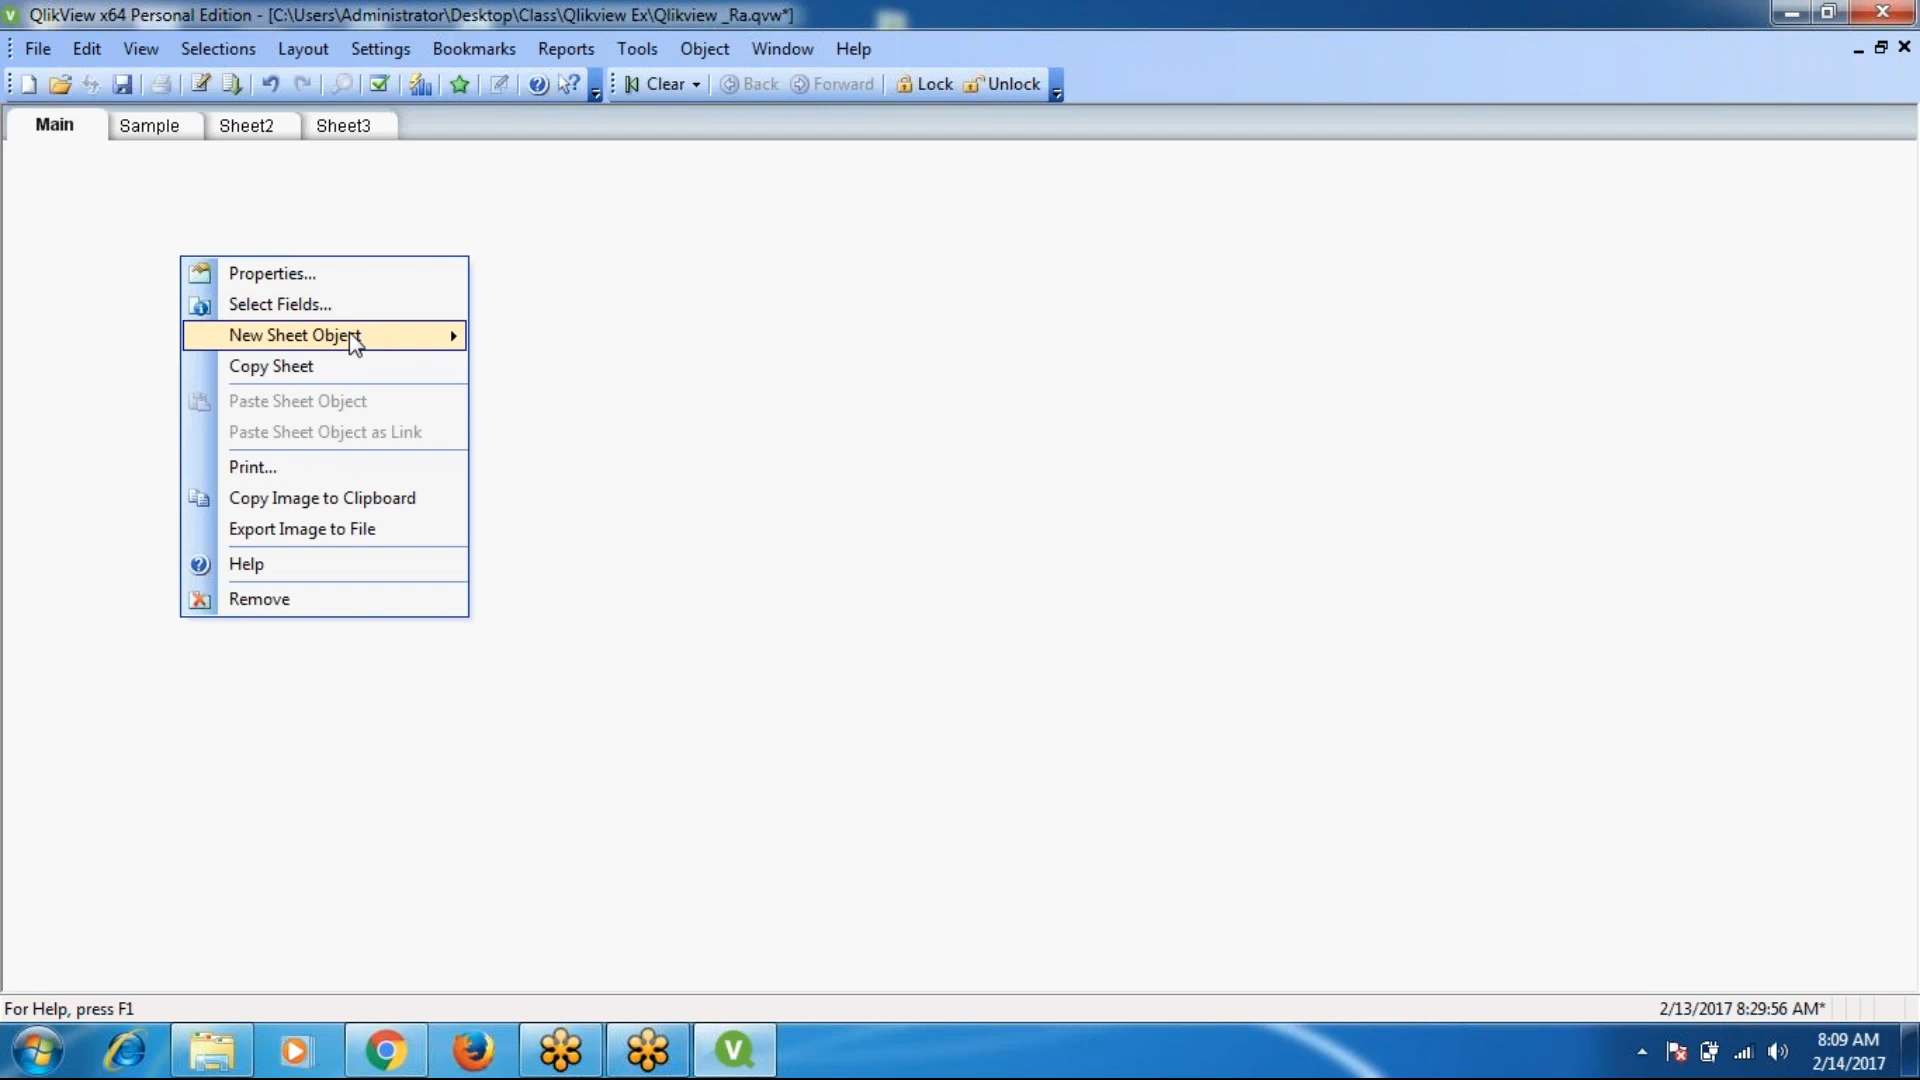 QlikView x64 Personal Edition - [C:\Users\Administrator\Desktop\Class\Qlikview Ex\Qlikview _Ra.qvw*]
File Edit View Selections Layout Settings Bookmarks Reports Tools Object Window Help
Clear Back Forward Lock Unlock
Main Sample Sheet2 Sheet3
Properties...
Select Fields...
New Sheet Object
Copy Sheet
Paste Sheet Object
Paste Sheet Object as Link
Print...
Copy Image to Clipboard
Export Image to File
Help
Remove
For Help, press F1 2/13/2017 8:29:56 AM*
8:09 AM
2/14/2017